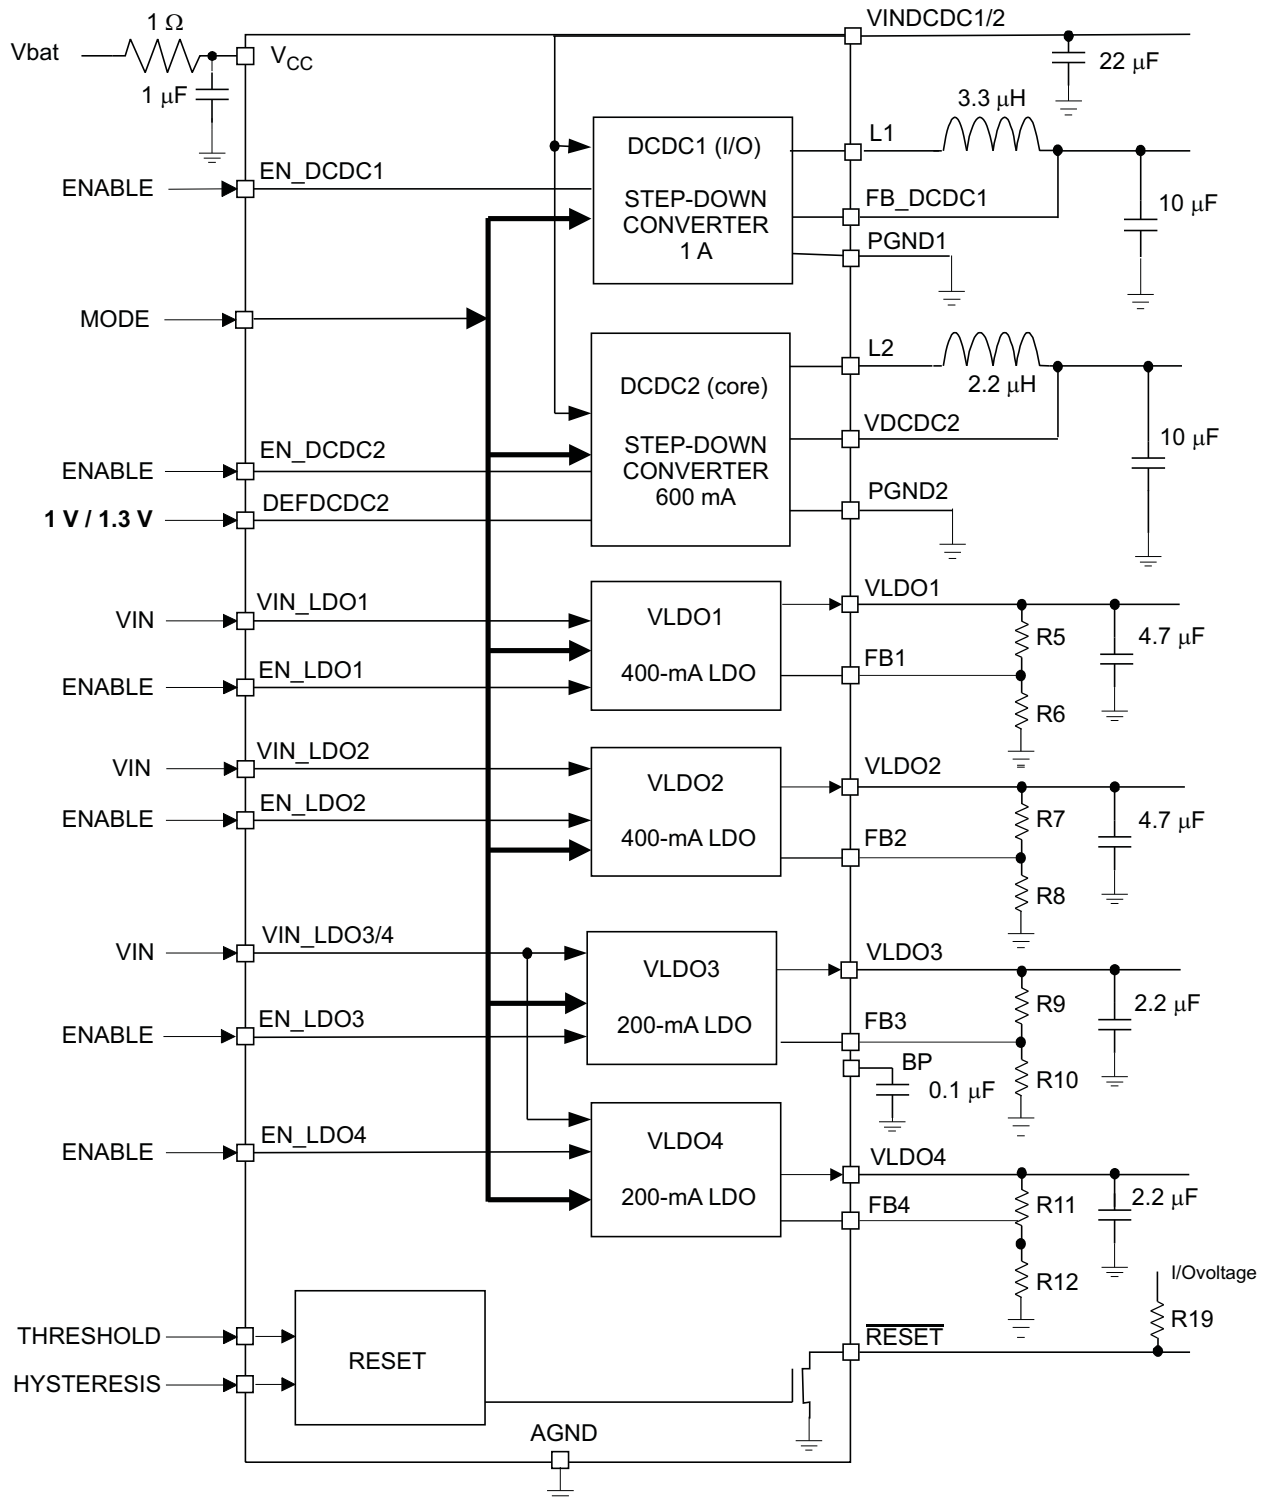 1 Ω
Vbat
V_CC
1 μF
VINDCDC1/2
22 μF
3.3 μH
DCDC1 (I/O)
STEP-DOWN
CONVERTER
1 A
L1
ENABLE
EN_DCDC1
FB_DCDC1
10 μF
PGND1
MODE
L2
2.2 μH
DCDC2 (core)
STEP-DOWN
CONVERTER
600 mA
VDCDC2
10 μF
ENABLE
EN_DCDC2
PGND2
1 V / 1.3 V
DEFDCDC2
VIN
VIN_LDO1
VLDO1
400-mA LDO
VLDO1
R5
4.7 μF
ENABLE
EN_LDO1
FB1
R6
VIN
VIN_LDO2
VLDO2
400-mA LDO
VLDO2
R7
4.7 μF
ENABLE
EN_LDO2
FB2
R8
VIN
VIN_LDO3/4
VLDO3
200-mA LDO
VLDO3
R9
2.2 μF
ENABLE
EN_LDO3
FB3
BP
0.1 μF
R10
ENABLE
EN_LDO4
VLDO4
200-mA LDO
VLDO4
R11
2.2 μF
FB4
R12
I/Ovoltage
R19
THRESHOLD
HYSTERESIS
RESET
RESET
AGND